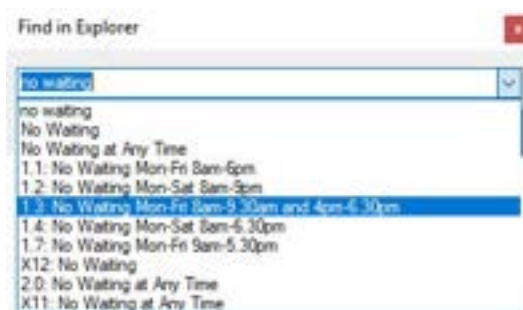 Find in Explorer
no waiting
no waiting
No Waiting
No Waiting at Any Time
1.1: No Waiting Mon-Fri 8am-6pm
1.2: No Waiting Mon-Sat 8am-9pm
1.3: No Waiting Mon-Fri 8am-9.30am and 4pm-6.30pm
1.4: No Waiting Mon-Sat 8am-6.30pm
1.7: No Waiting Mon-Fri 9am-5.30pm
X12: No Waiting
2.0: No Waiting at Any Time
X11: No Waiting at Any Time